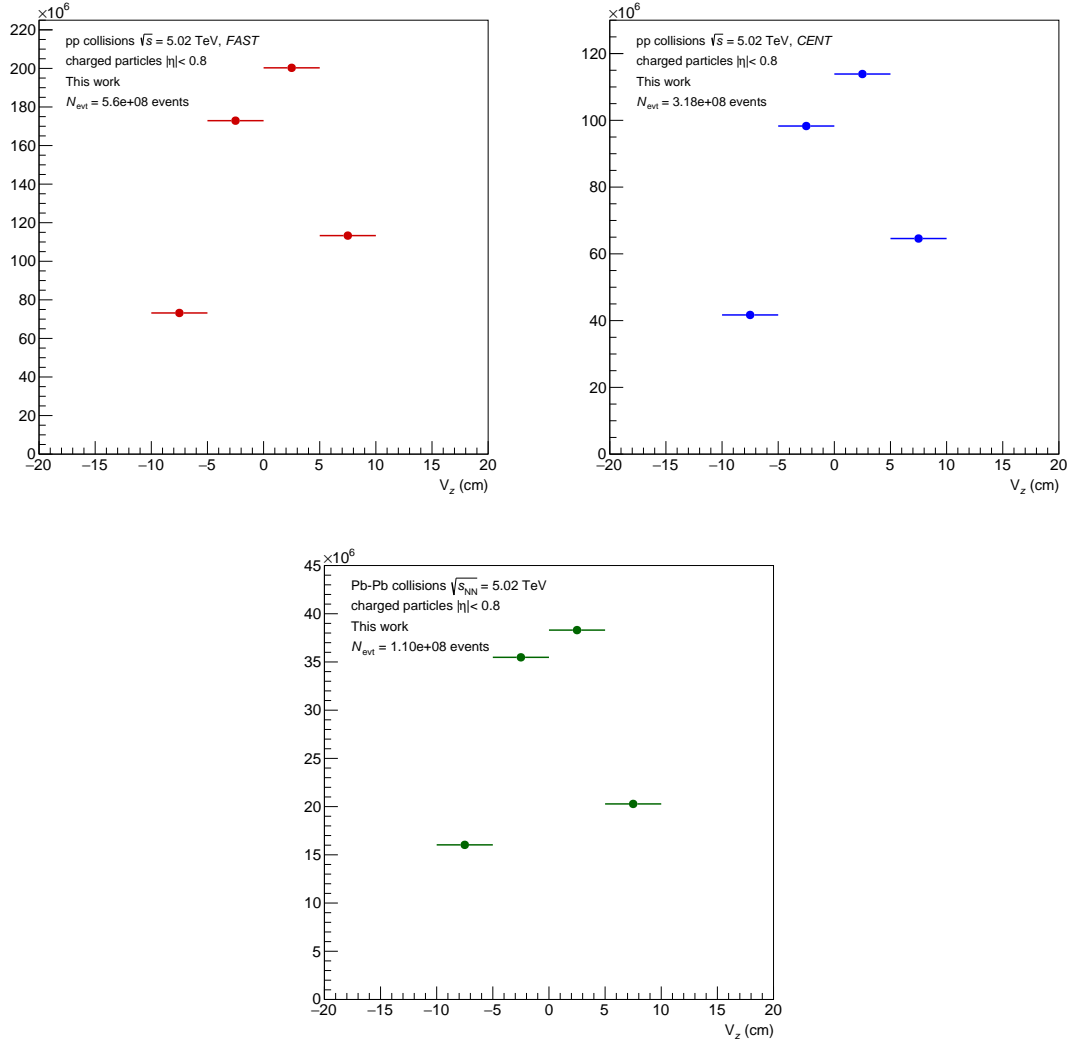 ×10⁶
pp collisions √s = 5.02 TeV, FAST
charged particles |η|< 0.8
This work
N_evt = 5.6e+08 events
220
200
180
160
140
120
100
80
60
40
20
0
−20 −15 −10 −5 0 5 10 15 20
V_z (cm)
×10⁶
pp collisions √s = 5.02 TeV, CENT
charged particles |η|< 0.8
This work
N_evt = 3.18e+08 events
120
100
80
60
40
20
0
−20 −15 −10 −5 0 5 10 15 20
V_z (cm)
×10⁶
Pb-Pb collisions √s_NN = 5.02 TeV
charged particles |η|< 0.8
This work
N_evt = 1.10e+08 events
45
40
35
30
25
20
15
10
5
0
−20 −15 −10 −5 0 5 10 15 20
V_z (cm)